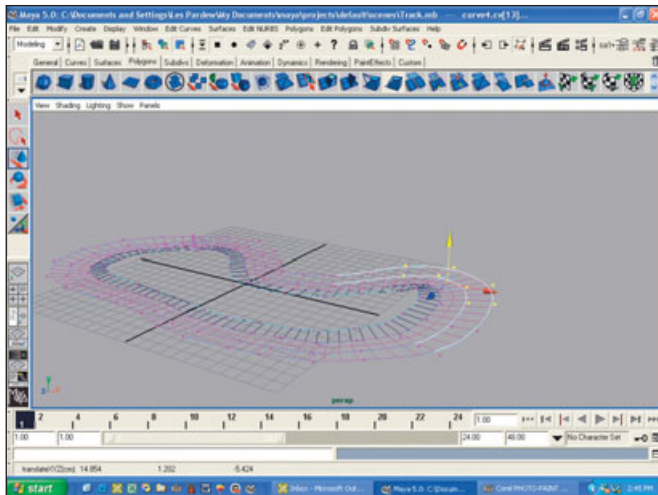 Maya 5.0: C:\Documents and Settings\Les Pardew\My Documents\maya\projects\default\scenes\Track.mb --- curve1.cv[13]...
File Edit Modify Create Display Window Edit Curves Surfaces Edit NURBS Polygons Edit Polygons Subdiv Surfaces Help
Modeling
General Curves Surfaces Polygons Subdivs Deformation Animation Dynamics Rendering PaintEffects Custom
View Shading Lighting Show Panels
persp
2 4 6 8 10 12 14 16 18 20 22 24 1.00
1.00 1.00 24.00 48.00 No Character Set
translateXYZ(cm): 14.854 1.202 -5.424
start Inbox - Microsoft Out... Maya 5.0: C:\Docum... Corel PHOTO-PAINT ... 2:45 PM